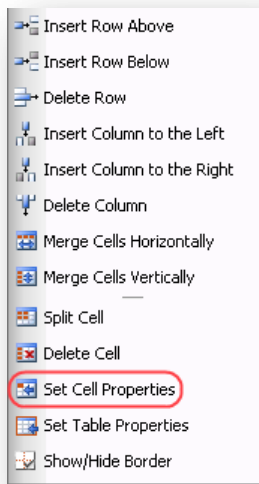 Insert Row Above
Insert Row Below
Delete Row
Insert Column to the Left
Insert Column to the Right
Delete Column
Merge Cells Horizontally
Merge Cells Vertically
Split Cell
Delete Cell
Set Cell Properties
Set Table Properties
Show/Hide Border